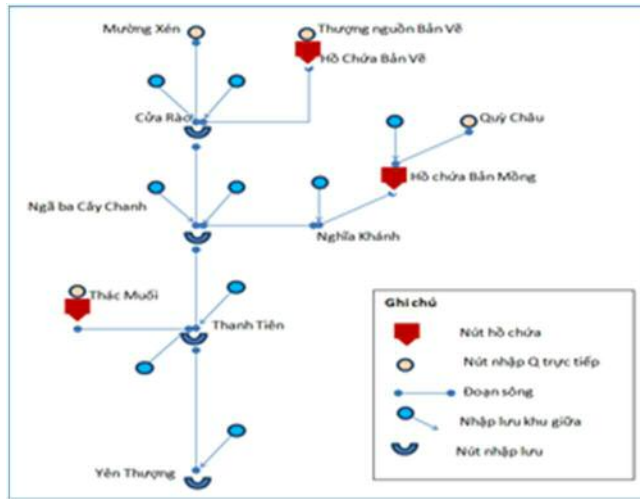 Mường Xén
Thượng nguồn Bản Vẽ
Hồ Chứa Bản Vẽ
Cửa Rào
Quỳ Châu
Hồ chứa Bản Mồng
Ngã ba Cây Chanh
Nghĩa Khánh
Thác Muối
Thanh Tiên
Yên Thượng
Ghi chú
Nút hồ chứa
Nút nhập Q trực tiếp
Đoạn sông
Nhập lưu khu giữa
Nút nhập lưu